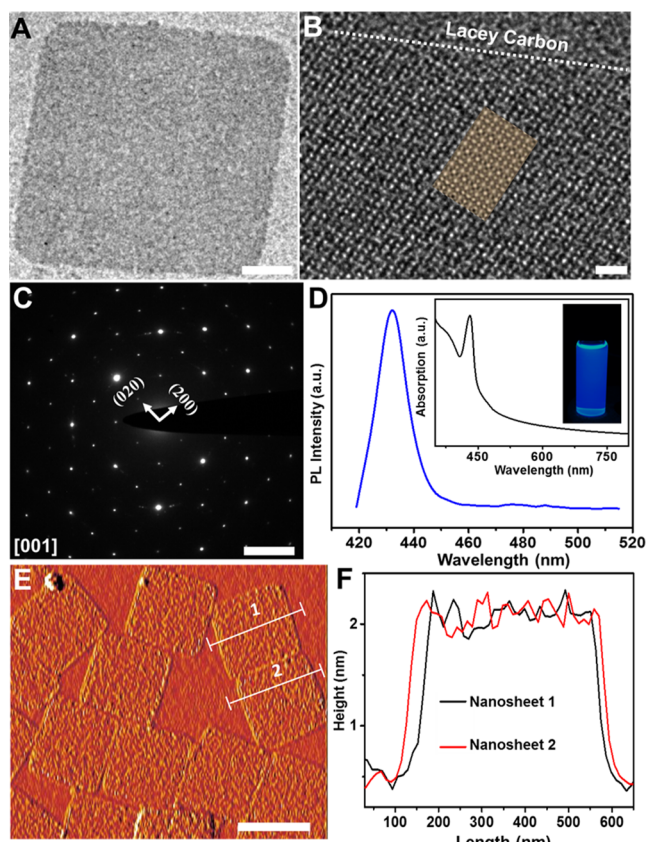 A
B
Lacey Carbon
C
(020)
(200)
[001]
D
PL Intensity (a.u.)
Absorption (a.u.)
450 600 750
Wavelength (nm)
420 440 460 480 500 520
Wavelength (nm)
E
1
2
F
Height (nm)
2
1
Nanosheet 1
Nanosheet 2
100 200 300 400 500 600
Length (nm)